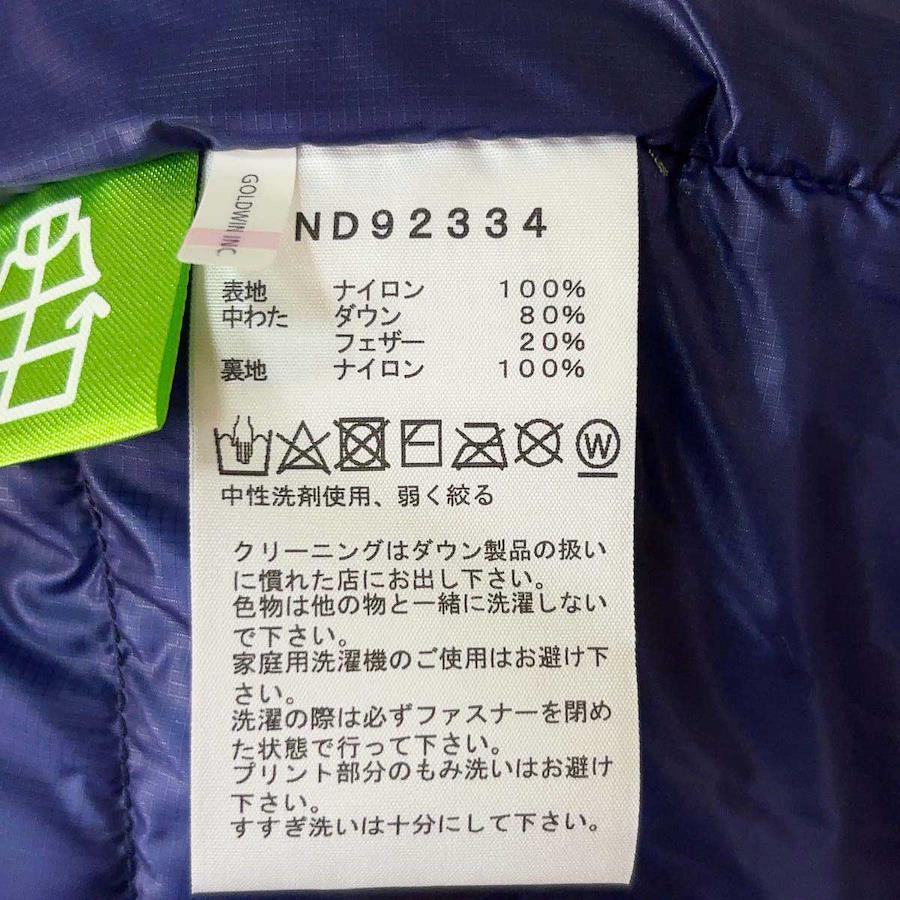 GOLDWIN INC
ND92334
表地 ナイロン 100%
中わた ダウン 80%
フェザー 20%
裏地 ナイロン 100%
W
中性洗剤使用、弱く絞る
クリーニングはダウン製品の扱い
に慣れた店にお出し下さい。
色物は他の物と一緒に洗濯しない
で下さい。
家庭用洗濯機のご使用はお避け下
さい。
洗濯の際は必ずファスナーを閉め
た状態で行って下さい。
プリント部分のもみ洗いはお避け
下さい。
すすぎ洗いは十分にして下さい。